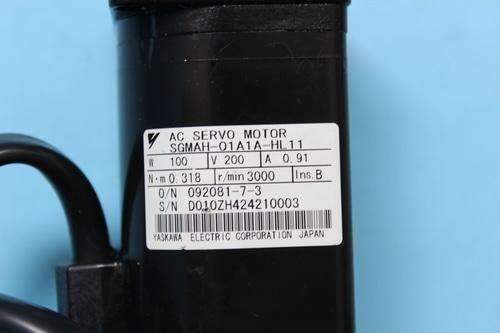 AC SERVO MOTOR
SGMAH-01A1A-HL11
W 100 V 200 A 0.91
N·m 0.318 r/min 3000 Ins.B
O/N 092081-7-3
S/N D010ZH424210003
YASKAWA ELECTRIC CORPORATION JAPAN